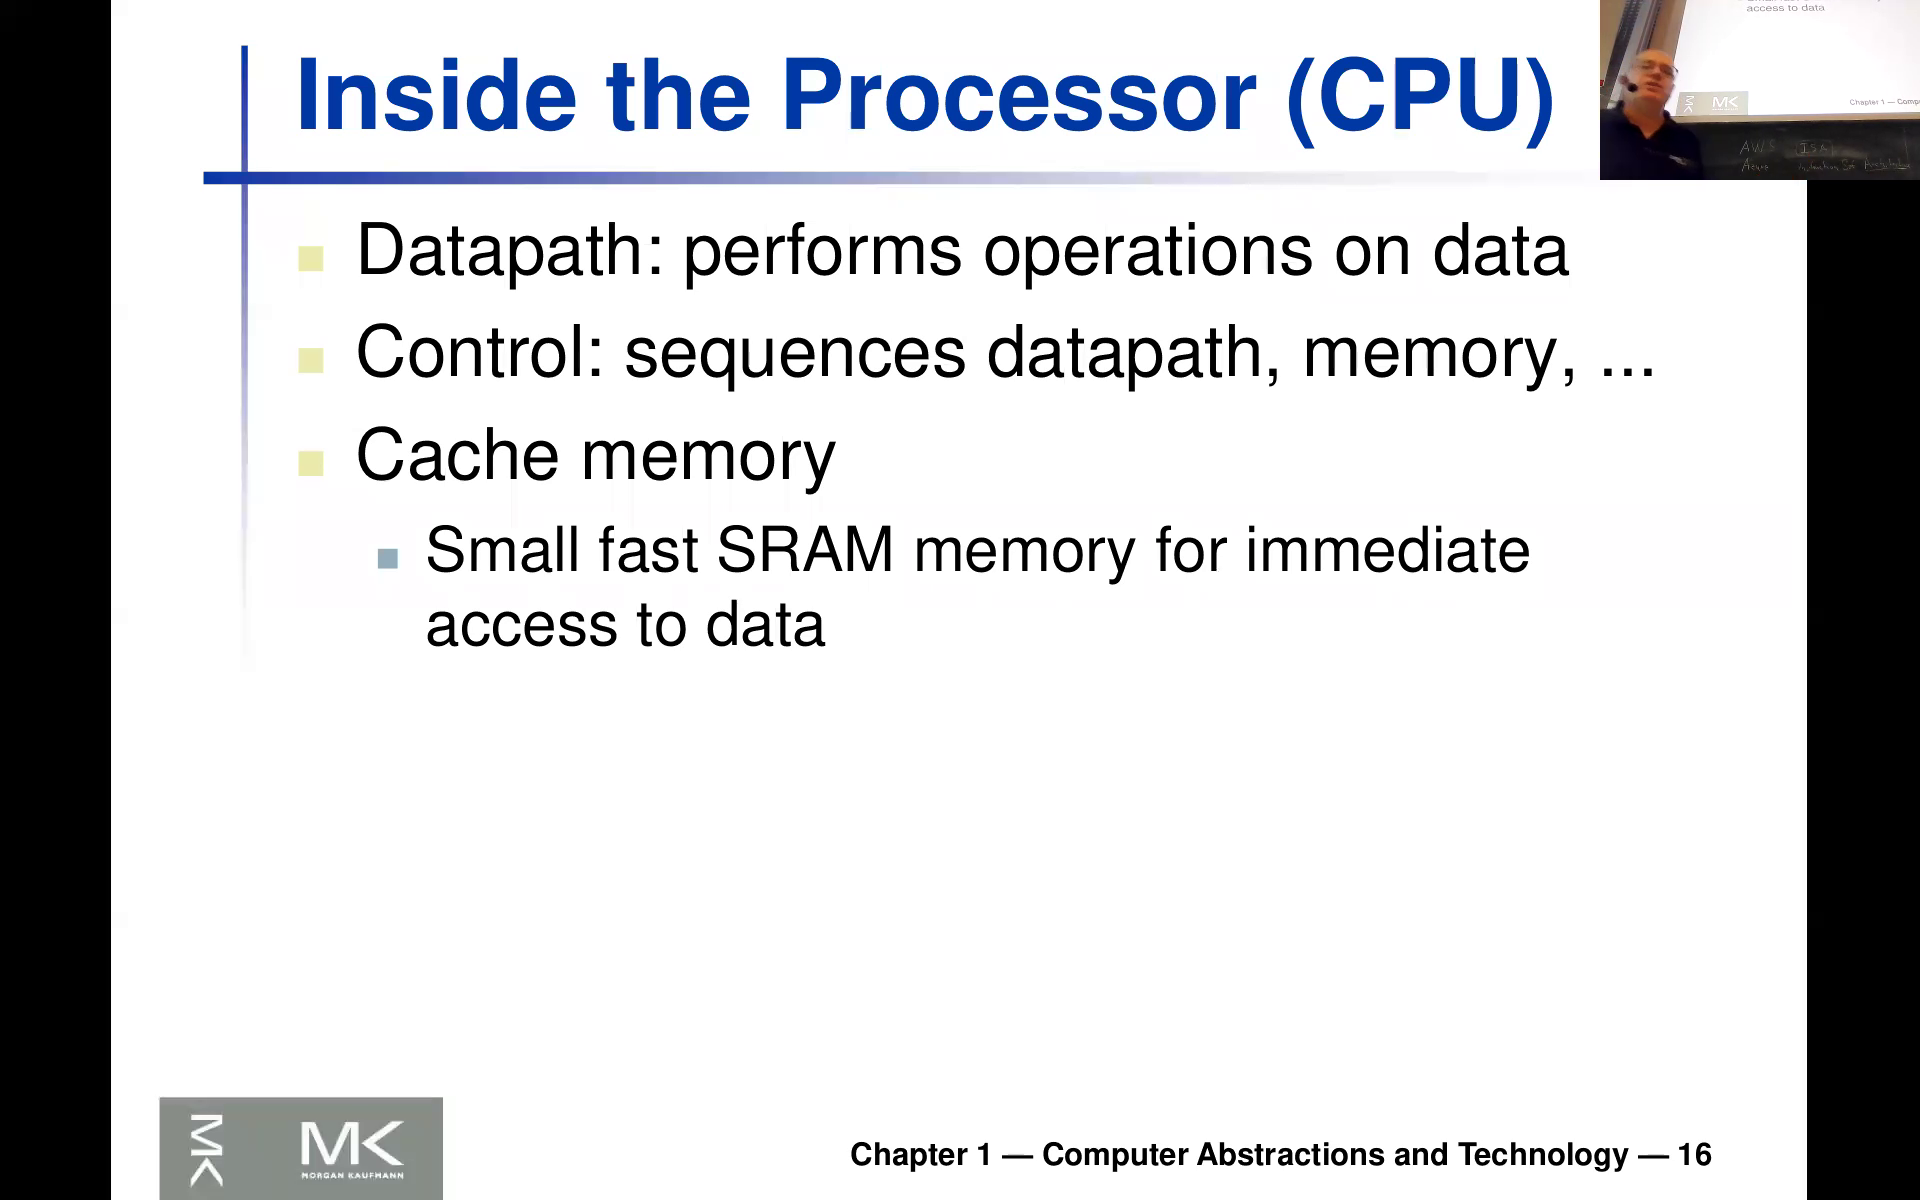 Inside the Processor (CPU)
access to data
MK
MK
Chapter 1 — Comp
AWS ISA
Azure Instruction Set Architecture
Datapath: performs operations on data
Control: sequences datapath, memory, ...
Cache memory
Small fast SRAM memory for immediate
access to data
MK
MK
MORGAN KAUFMANN
Chapter 1 — Computer Abstractions and Technology — 16